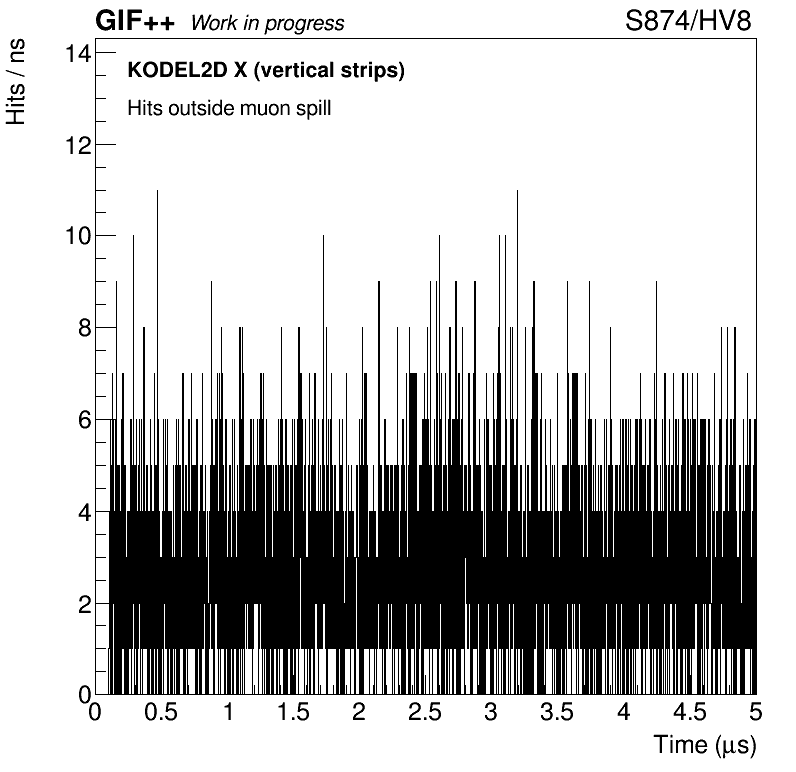 GIF++ Work in progress S874/HV8
Hits / ns
KODEL2D X (vertical strips)
Hits outside muon spill
14
12
10
8
6
4
2
0
0 0.5 1 1.5 2 2.5 3 3.5 4 4.5 5
Time (μs)